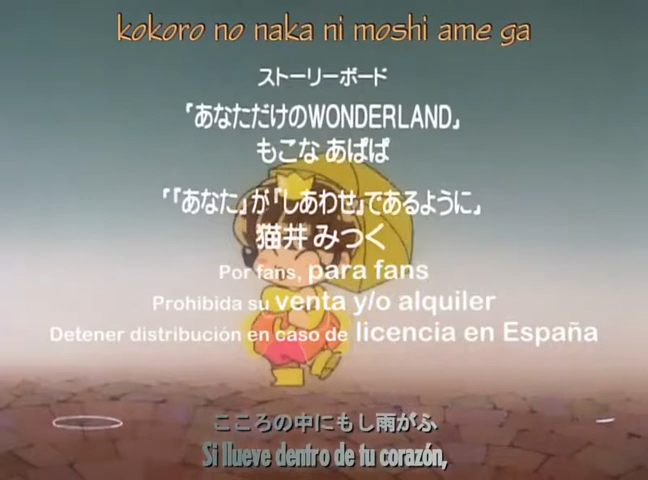 kokoro no naka ni moshi ame ga
ストーリーボード
「あなただけのWONDERLAND」
もこな あぱぱ
「「あなた」が「しあわせ」であるように」
猫井 みつく
Por fans, para fans
Prohibida su venta y/o alquiler
Detener distribución en caso de licencia en España
こころの中にもし雨がふ
Si llueve dentro de tu corazón,